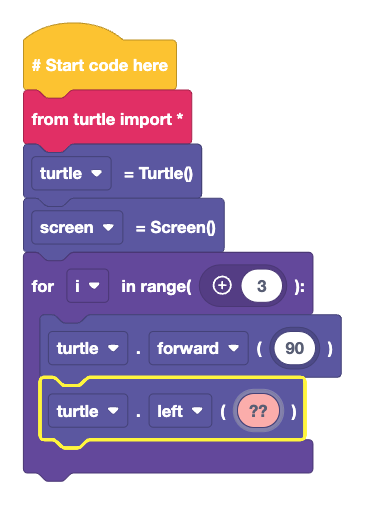 # Start code here
from turtle import *
turtle = Turtle()
screen = Screen()
for i in range( 3 ):
turtle . forward ( 90 )
turtle . left ( ?? )